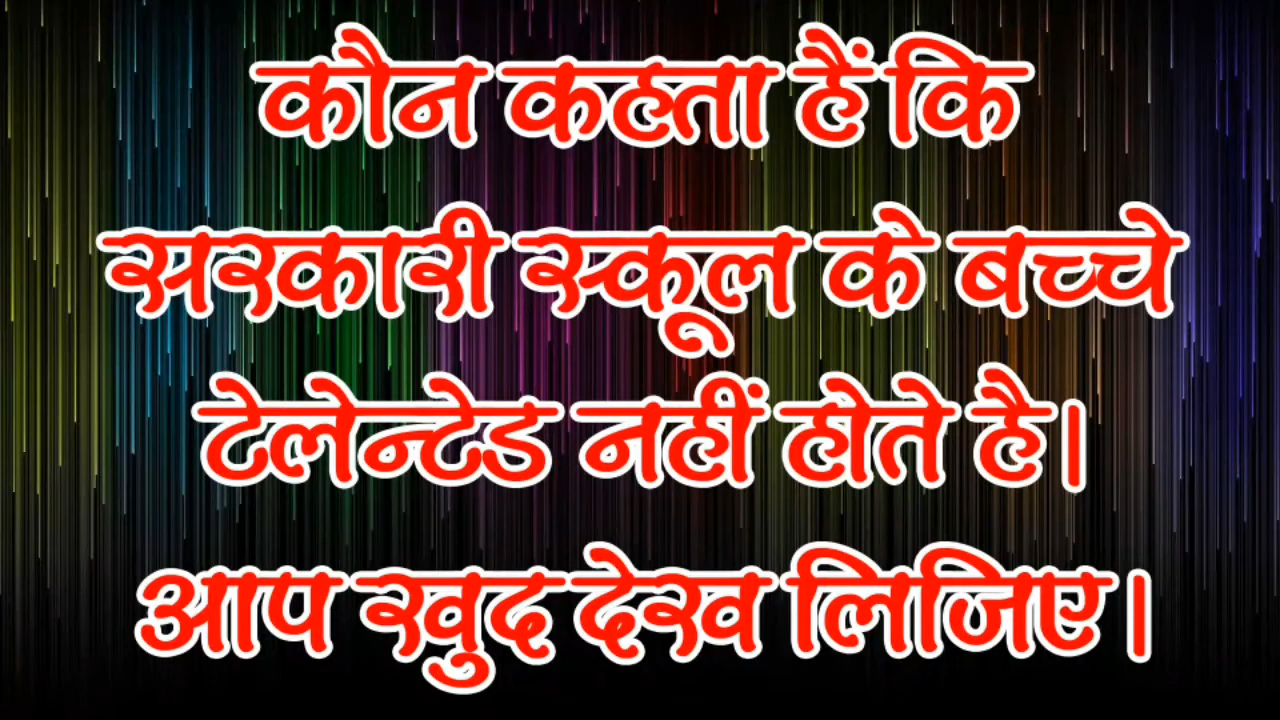 कौन कहता हैं कि
सरकारी स्कूल के बच्चे
टेलेन्टेड नहीं होते है।
आप खुद देख लिजिए।